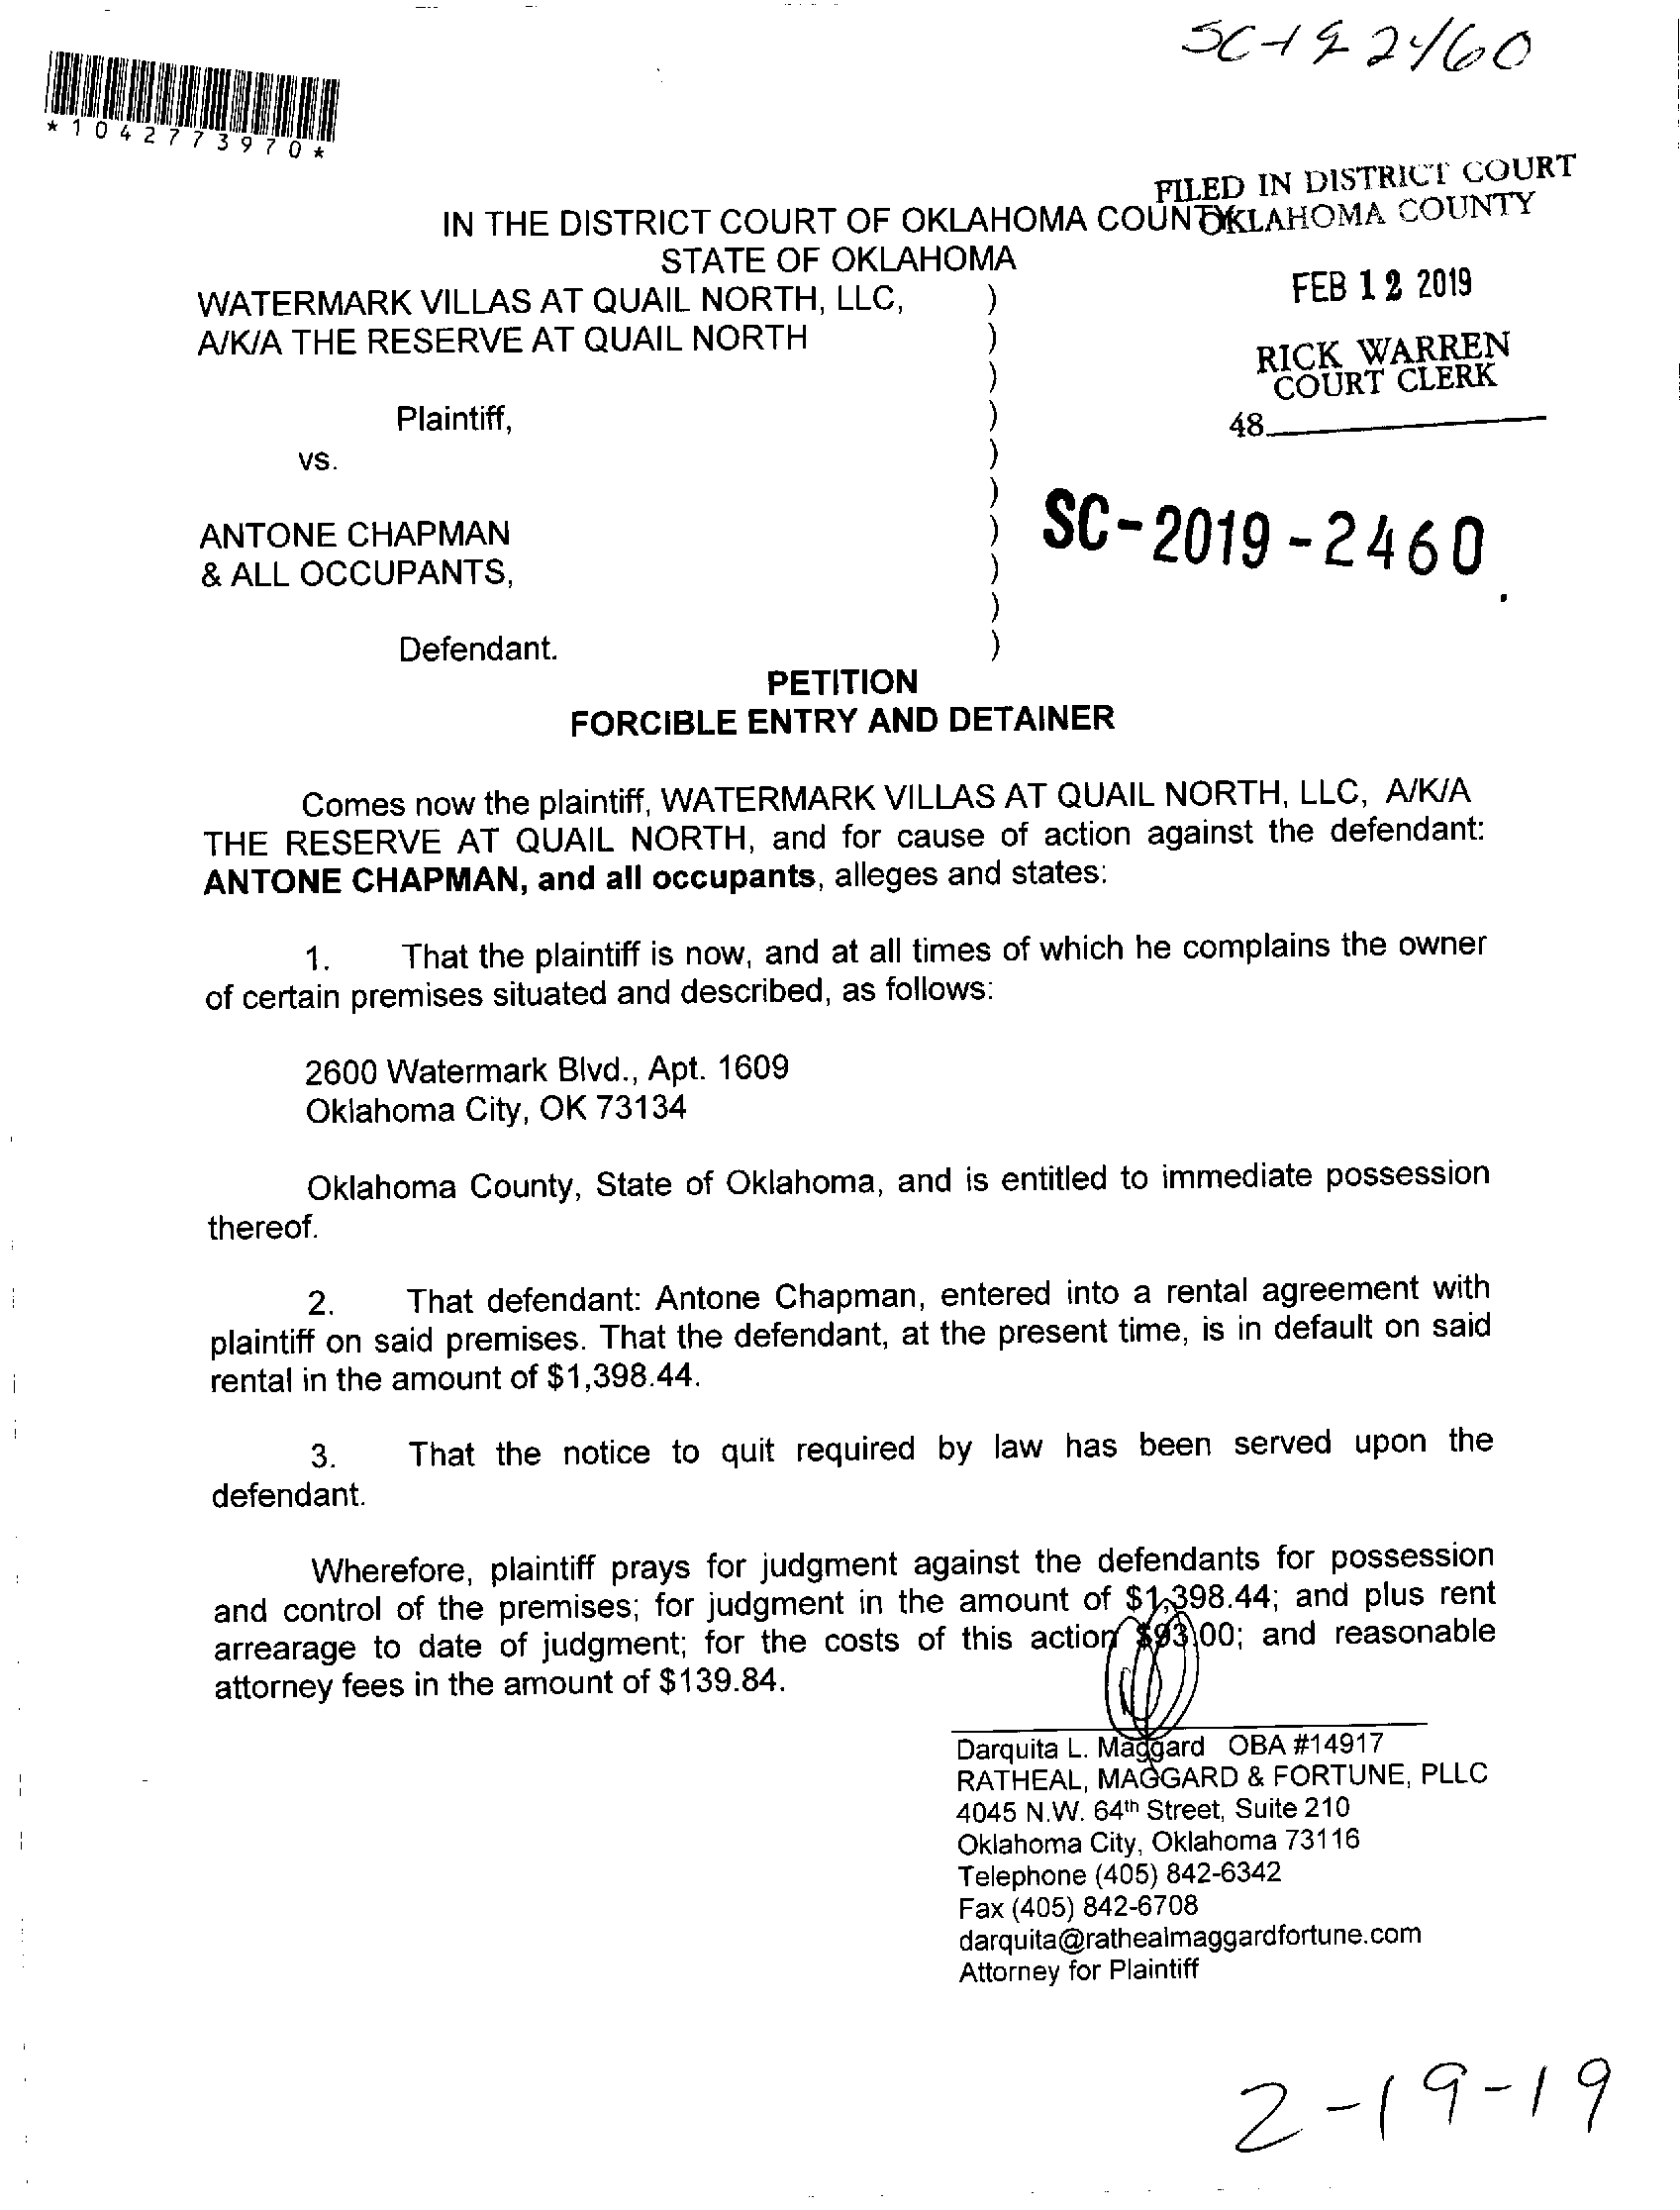 SC-19 2460
*1042773970*
FILED IN DISTRICT COURT
OKLAHOMA COUNTY
IN THE DISTRICT COURT OF OKLAHOMA COUNTY
STATE OF OKLAHOMA
WATERMARK VILLAS AT QUAIL NORTH, LLC, )
A/K/A THE RESERVE AT QUAIL NORTH )
)
Plaintiff, )
vs. )
)
ANTONE CHAPMAN )
& ALL OCCUPANTS, )
)
Defendant. )
FEB 12 2019
RICK WARREN
COURT CLERK
48
SC-2019-2460
PETITION
FORCIBLE ENTRY AND DETAINER
Comes now the plaintiff, WATERMARK VILLAS AT QUAIL NORTH, LLC, A/K/A
THE RESERVE AT QUAIL NORTH, and for cause of action against the defendant:
ANTONE CHAPMAN, and all occupants, alleges and states:
1. That the plaintiff is now, and at all times of which he complains the owner
of certain premises situated and described, as follows:
2600 Watermark Blvd., Apt. 1609
Oklahoma City, OK 73134
Oklahoma County, State of Oklahoma, and is entitled to immediate possession
thereof.
2. That defendant: Antone Chapman, entered into a rental agreement with
plaintiff on said premises. That the defendant, at the present time, is in default on said
rental in the amount of $1,398.44.
3. That the notice to quit required by law has been served upon the
defendant.
Wherefore, plaintiff prays for judgment against the defendants for possession
and control of the premises; for judgment in the amount of $1,398.44; and plus rent
arrearage to date of judgment; for the costs of this action $93.00; and reasonable
attorney fees in the amount of $139.84.
Darquita L. Maggard OBA #14917
RATHEAL, MAGGARD & FORTUNE, PLLC
4045 N.W. 64th Street, Suite 210
Oklahoma City, Oklahoma 73116
Telephone (405) 842-6342
Fax (405) 842-6708
darquita@rathealmaggardfortune.com
Attorney for Plaintiff
2-19-19